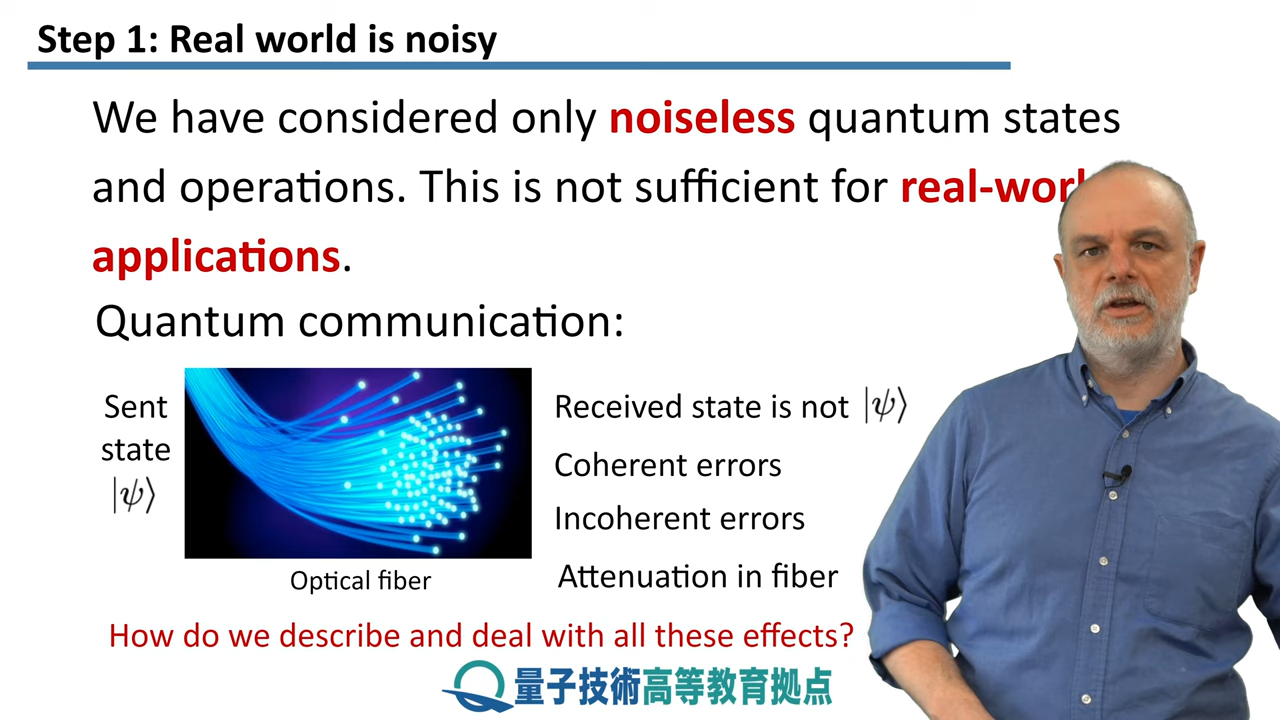 Step 1: Real world is noisy
We have considered only noiseless quantum states
and operations. This is not sufficient for
applications.
Quantum communication:
Sent
state
|ψ⟩
Optical fiber
Received state is not |ψ⟩
Coherent errors
Incoherent errors
Attenuation in fiber
How do we describe and deal with all these effects?
量子技術高等教育拠点